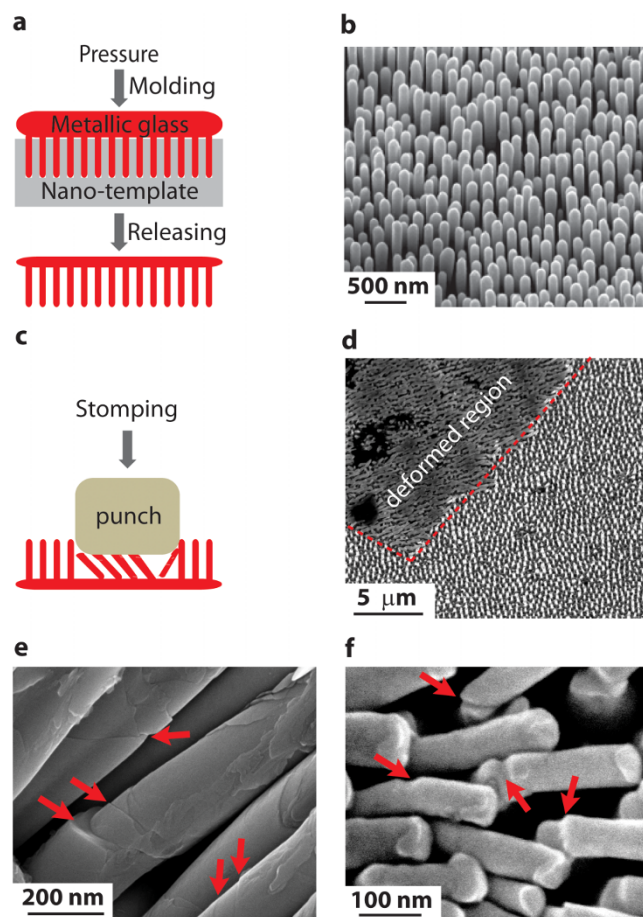 a
Pressure
Molding
Metallic glass
Nano-template
Releasing
b
500 nm
c
Stomping
punch
d
deformed region
5 μm
e
200 nm
f
100 nm